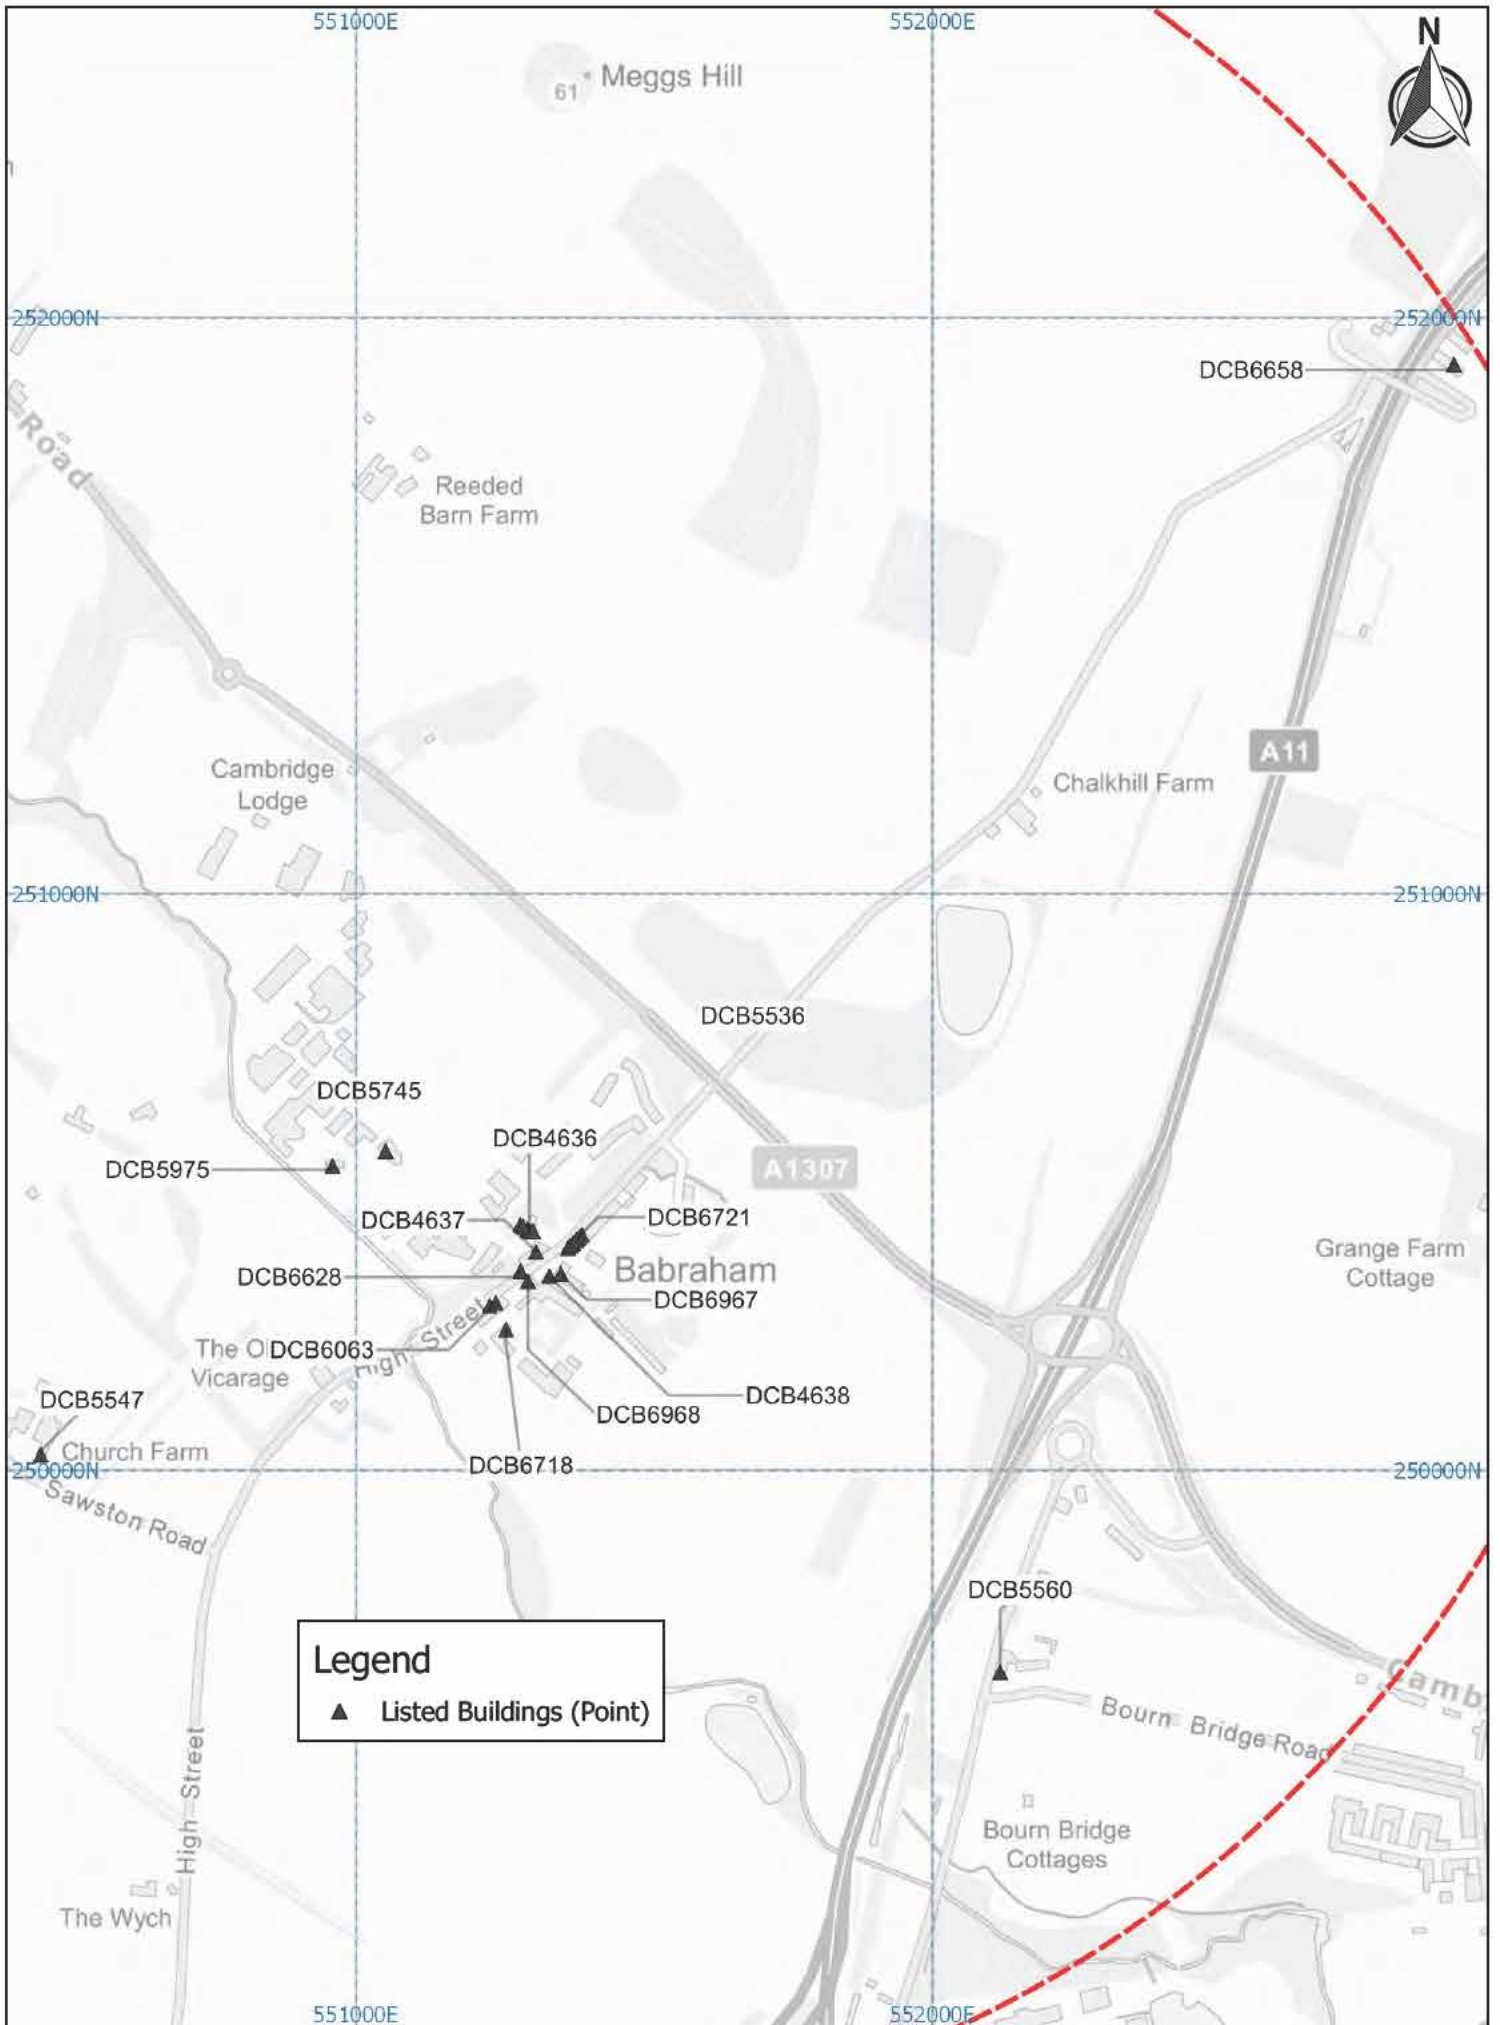 551000E
552000E
N
61
Meggs Hill
252000N
252000N
DCB6658
Road
Reeded
Barn Farm
A11
Cambridge
Lodge
Chalkhill Farm
251000N
251000N
DCB5536
DCB5745
DCB4636
DCB5975
A1307
DCB4637
DCB6721
Babraham
Grange Farm
Cottage
DCB6628
DCB6967
High Street
The Ol
DCB6063
Vicarage
DCB4638
DCB5547
DCB6968
Church Farm
DCB6718
250000N
250000N
Sawston Road
DCB5560
Legend
Listed Buildings (Point)
Camb
Bourn Bridge Road
High Street
Bourn Bridge
Cottages
The Wych
551000E
552000E